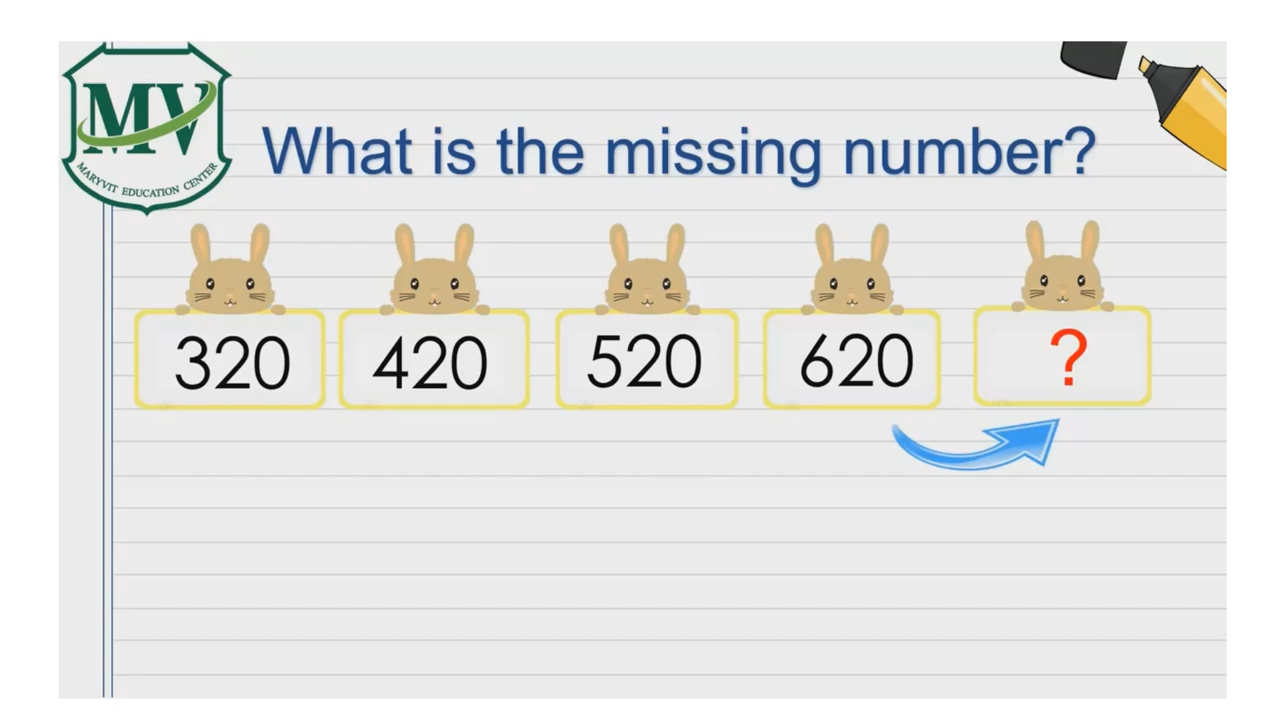 MV
MARYVIT EDUCATION CENTER
What is the missing number?
320 420 520 620 ?